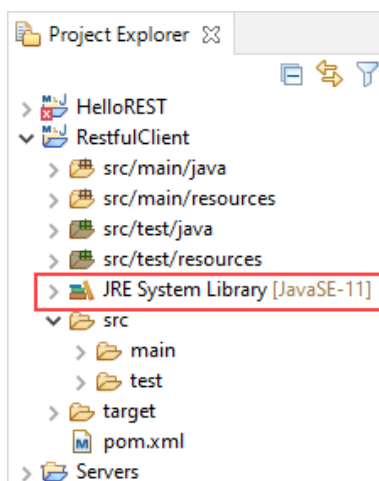 Project Explorer
HelloREST
RestfulClient
src/main/java
src/main/resources
src/test/java
src/test/resources
JRE System Library [JavaSE-11]
src
main
test
target
pom.xml
Servers